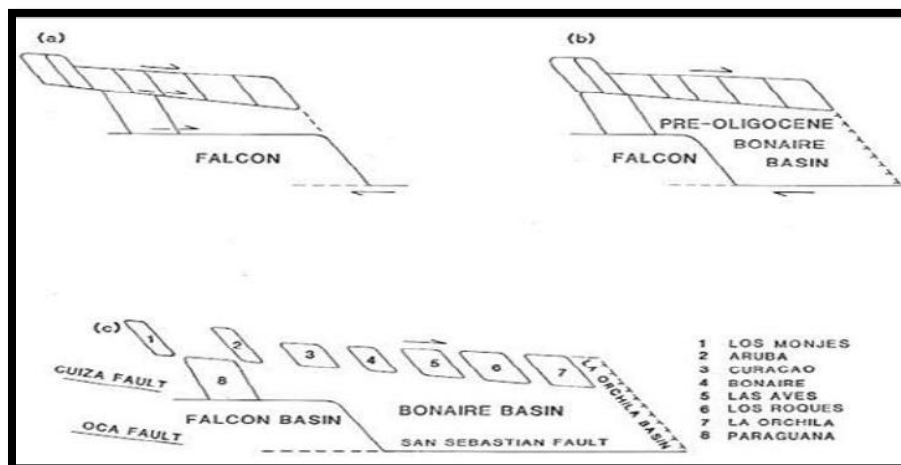 (a)
FALCON
(b)
PRE-OLIGOCENE
BONAIRE
BASIN
FALCON
(c)
1
2
3
4
5
6
7
8
CUIZA FAULT
OCA FAULT
FALCON BASIN
BONAIRE BASIN
LA ORCHILA BASIN
SAN SEBASTIAN FAULT
1 LOS MONJES
2 ARUBA
3 CURACAO
4 BONAIRE
5 LAS AVES
6 LOS ROQUES
7 LA ORCHILA
8 PARAGUANA